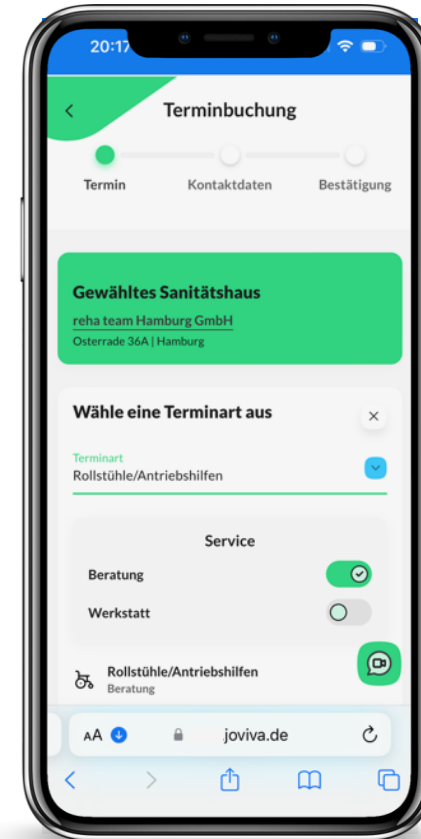 20:17
Terminbuchung
Termin Kontaktdaten Bestätigung
Gewähltes Sanitätshaus
reha team Hamburg GmbH
Osterrade 36A | Hamburg
Wähle eine Terminart aus
Terminart
Rollstühle/Antriebshilfen
Service
Beratung
Werkstatt
Rollstühle/Antriebshilfen
Beratung
AA joviva.de